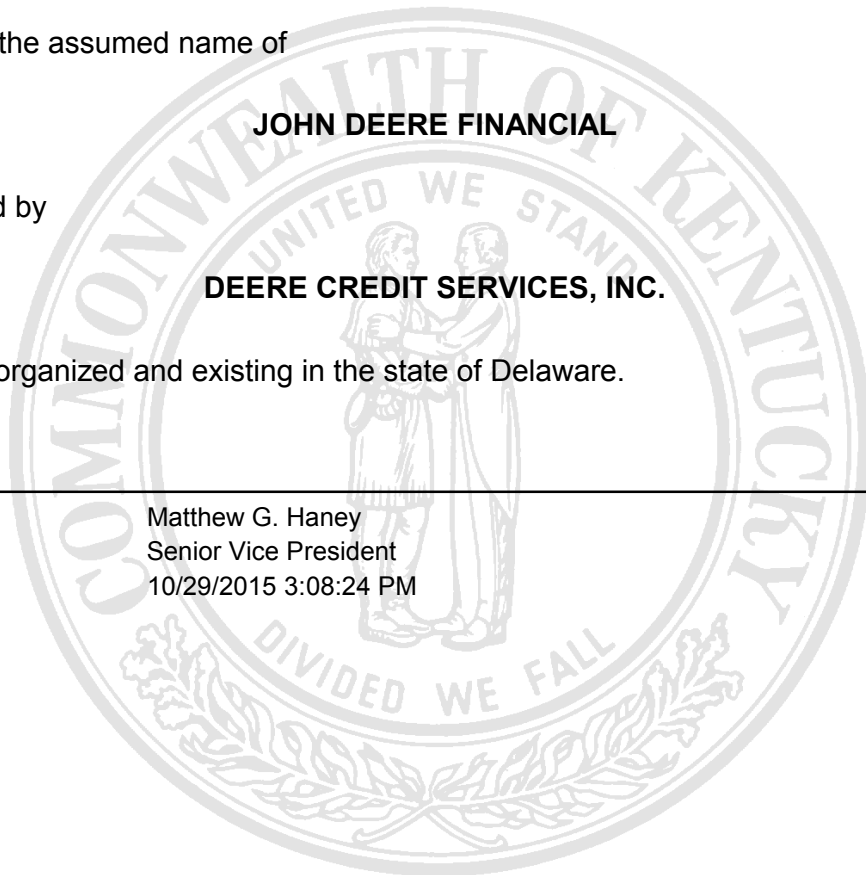 the assumed name of
JOHN DEERE FINANCIAL
d by
DEERE CREDIT SERVICES, INC.
organized and existing in the state of Delaware.
Matthew G. Haney
Senior Vice President
10/29/2015 3:08:24 PM
COMMONWEALTH OF KENTUCKY
UNITED WE STAND
DIVIDED WE FALL